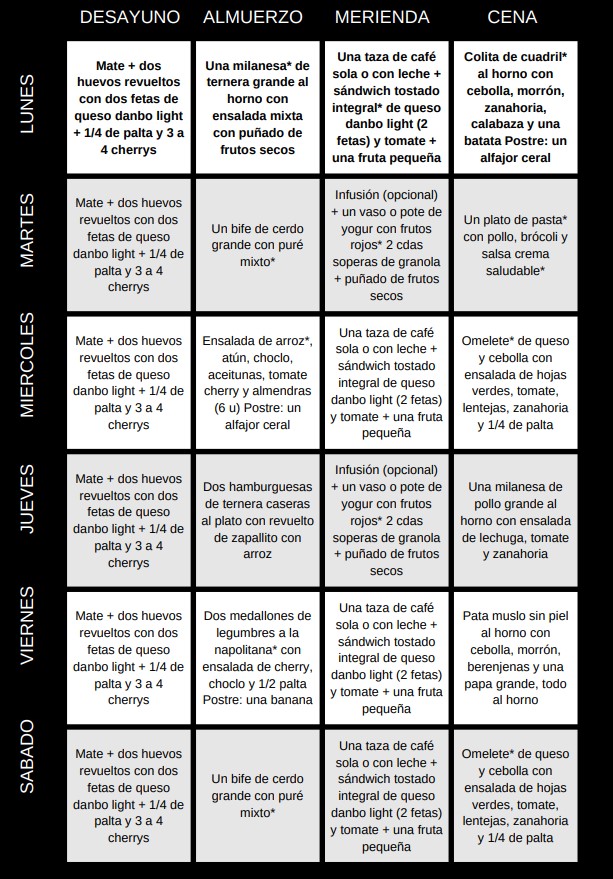 DESAYUNO ALMUERZO MERIENDA CENA
LUNES
Mate + dos
huevos revueltos
con dos fetas de
queso danbo light
+ 1/4 de palta y 3 a
4 cherrys
Una milanesa* de
ternera grande al
horno con
ensalada mixta
con puñado de
frutos secos
Una taza de café
sola o con leche +
sándwich tostado
integral* de queso
danbo light (2
fetas) y tomate +
una fruta pequeña
Colita de cuadril*
al horno con
cebolla, morrón,
zanahoria,
calabaza y una
batata Postre: un
alfajor ceral
MARTES
Mate + dos huevos
revueltos con dos
fetas de queso
danbo light + 1/4 de
palta y 3 a 4
cherrys
Un bife de cerdo
grande con puré
mixto*
Infusión (opcional)
+ un vaso o pote de
yogur con frutos
rojos* 2 cdas
soperas de granola
+ puñado de frutos
secos
Un plato de pasta*
con pollo, brócoli y
salsa crema
saludable*
MIERCOLES
Mate + dos huevos
revueltos con dos
fetas de queso
danbo light + 1/4 de
palta y 3 a 4
cherrys
Ensalada de arroz*,
atún, choclo,
aceitunas, tomate
cherry y almendras
(6 u) Postre: un
alfajor ceral
Una taza de café
sola o con leche +
sándwich tostado
integral de queso
danbo light (2 fetas)
y tomate + una fruta
pequeña
Omelete* de queso
y cebolla con
ensalada de hojas
verdes, tomate,
lentejas, zanahoria
y 1/4 de palta
JUEVES
Mate + dos huevos
revueltos con dos
fetas de queso
danbo light + 1/4 de
palta y 3 a 4
cherrys
Dos hamburguesas
de ternera caseras
al plato con revuelto
de zapallito con
arroz
Infusión (opcional)
+ un vaso o pote de
yogur con frutos
rojos* 2 cdas
soperas de granola
+ puñado de frutos
secos
Una milanesa de
pollo grande al
horno con ensalada
de lechuga, tomate
y zanahoria
VIERNES
Mate + dos huevos
revueltos con dos
fetas de queso
danbo light + 1/4 de
palta y 3 a 4
cherrys
Dos medallones de
legumbres a la
napolitana* con
ensalada de cherry,
choclo y 1/2 palta
Postre: una banana
Una taza de café
sola o con leche +
sándwich tostado
integral de queso
danbo light (2 fetas)
y tomate + una fruta
pequeña
Pata muslo sin piel
al horno con
cebolla, morrón,
berenjenas y una
papa grande, todo
al horno
SABADO
Mate + dos huevos
revueltos con dos
fetas de queso
danbo light + 1/4 de
palta y 3 a 4
cherrys
Un bife de cerdo
grande con puré
mixto*
Una taza de café
sola o con leche +
sándwich tostado
integral de queso
danbo light (2 fetas)
y tomate + una fruta
pequeña
Omelete* de queso
y cebolla con
ensalada de hojas
verdes, tomate,
lentejas, zanahoria
y 1/4 de palta